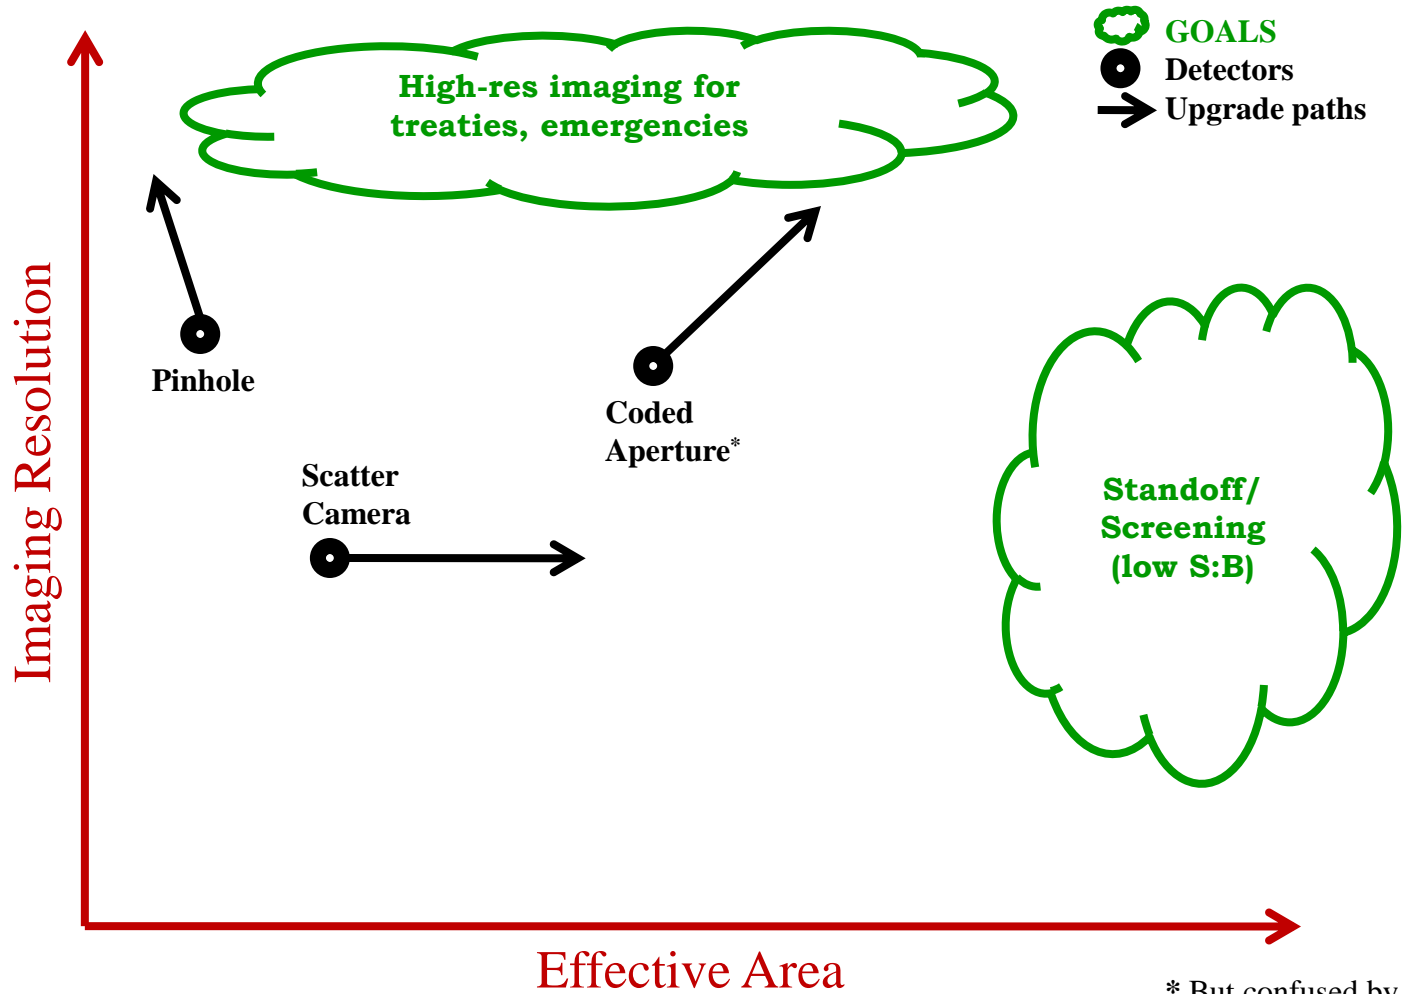 GOALS
Detectors
Upgrade paths
High-res imaging for
treaties, emergencies
Imaging Resolution
Pinhole
Coded
Aperture*
Scatter
Camera
Standoff/
Screening
(low S:B)
Effective Area
* But confused by